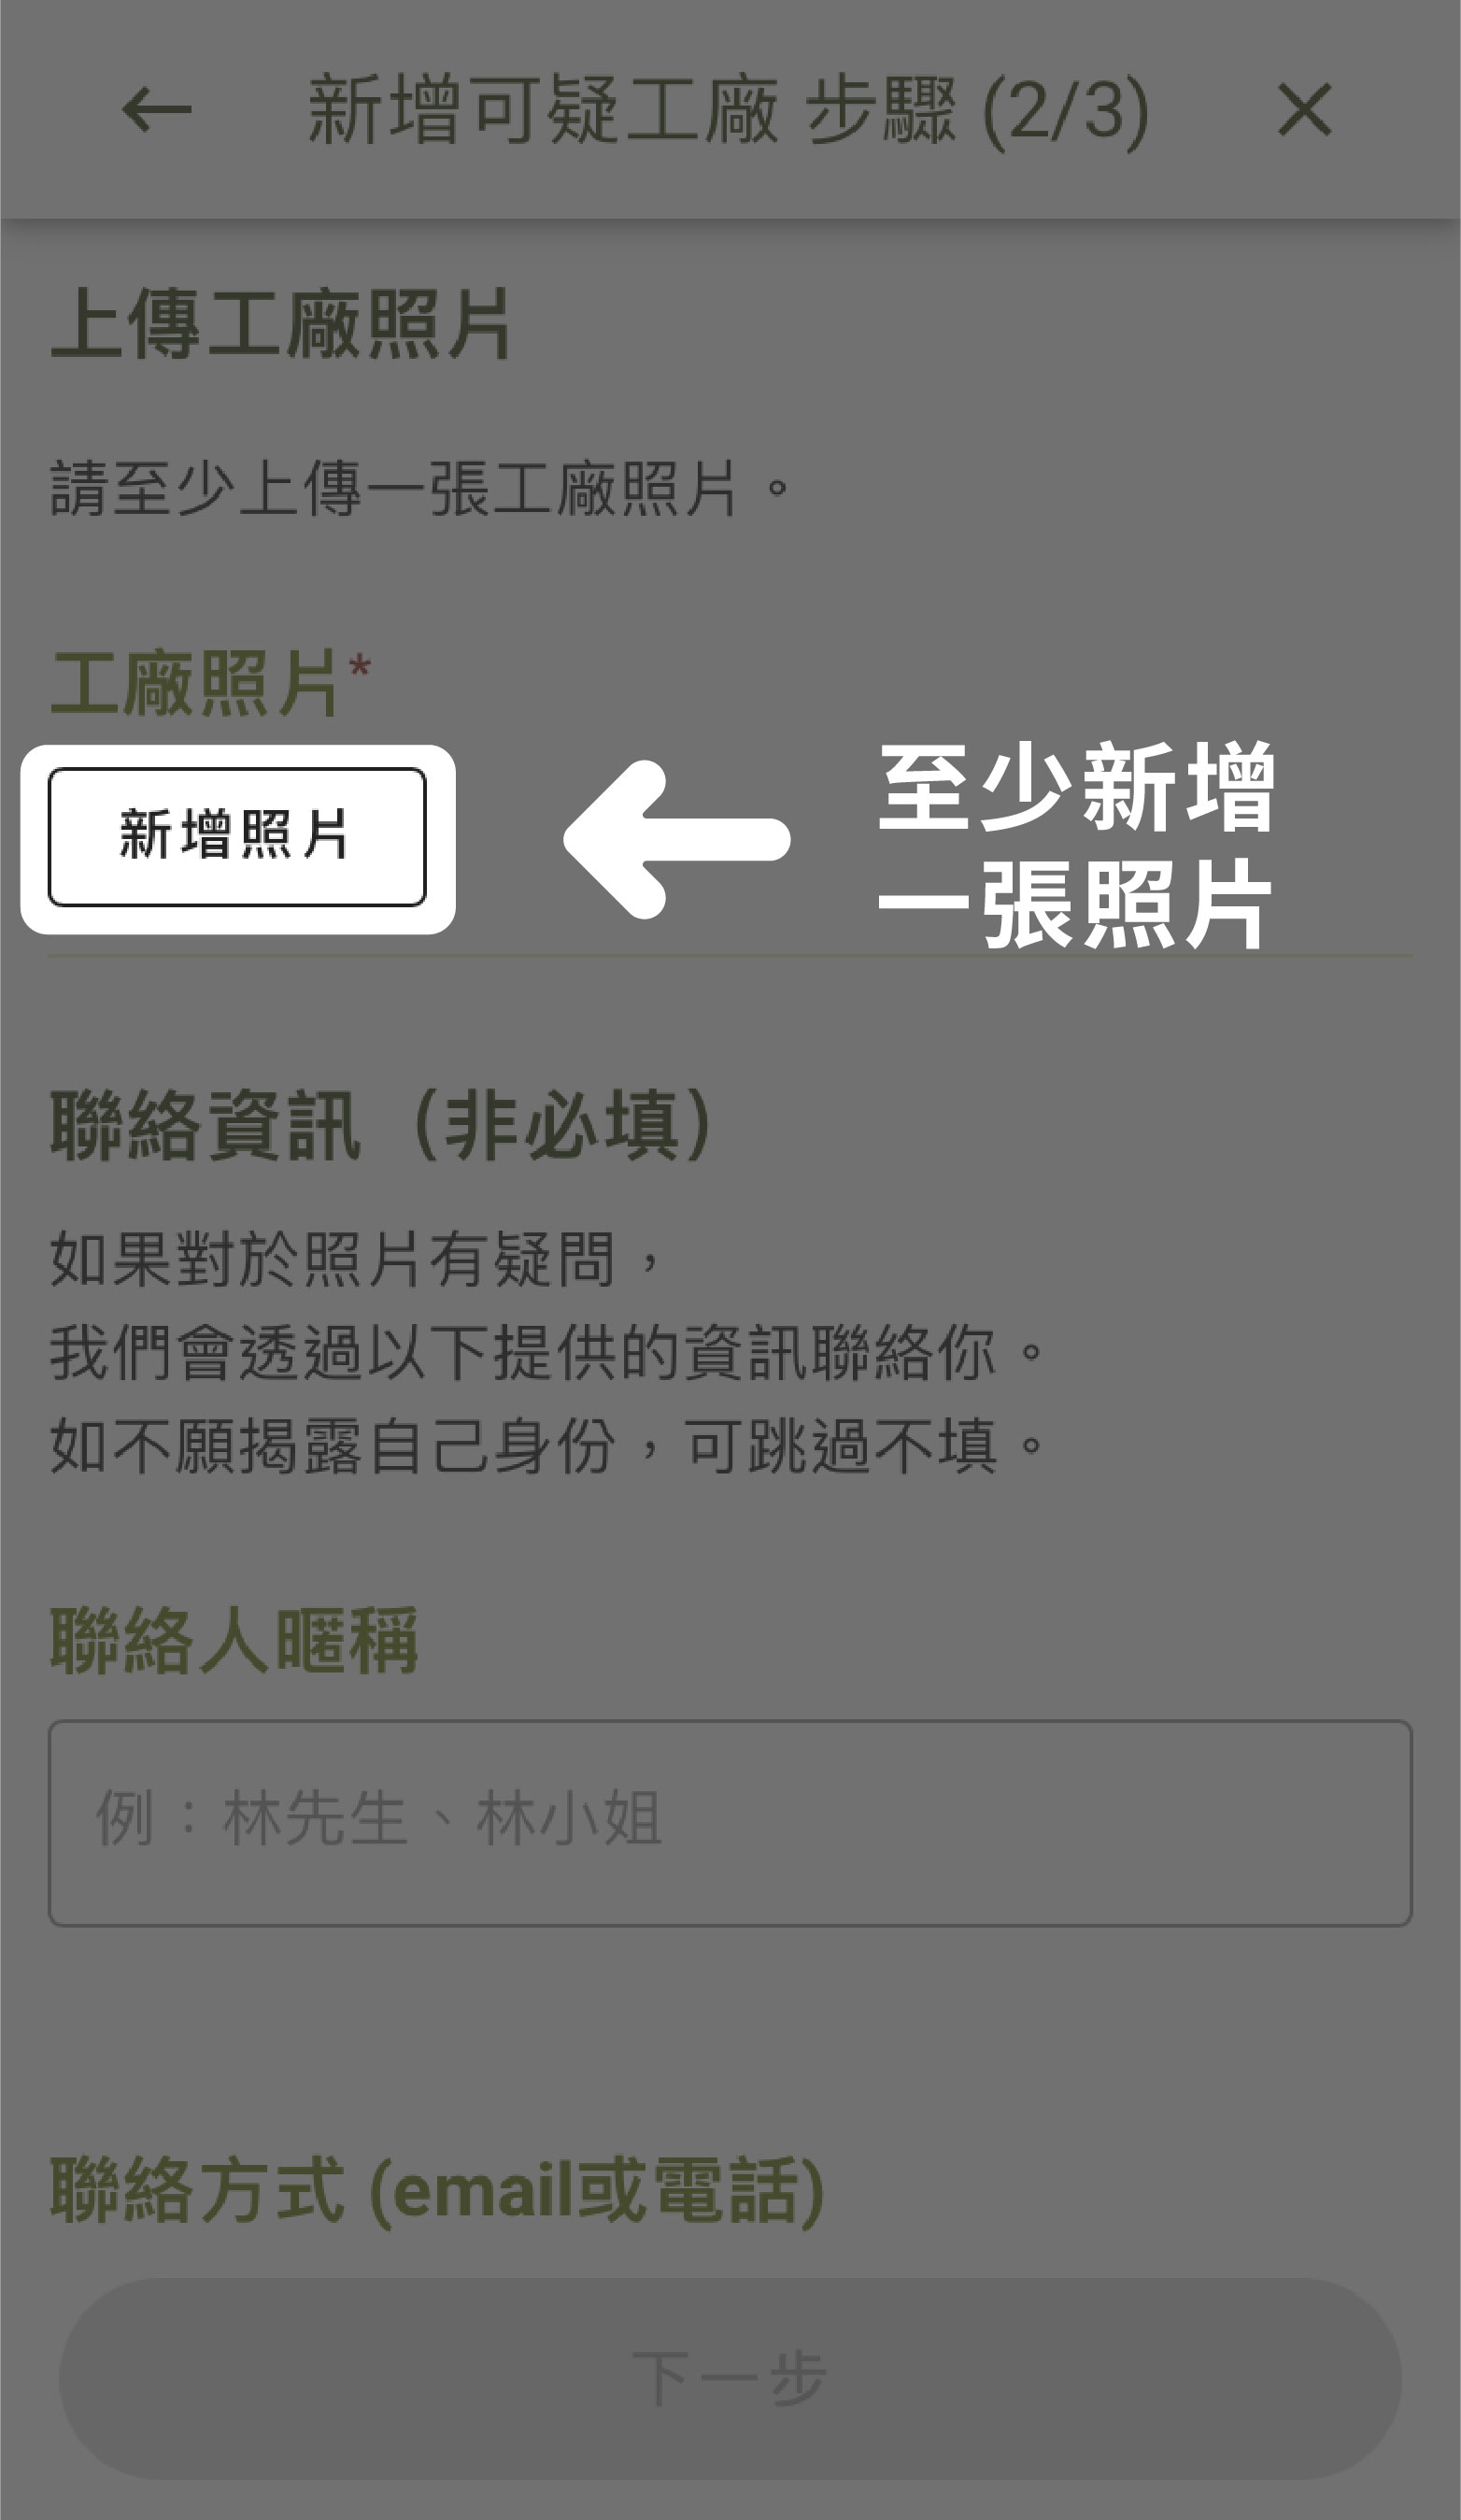 新增可疑工廠 步驟 (2/3)
上傳工廠照片
請至少上傳一張工廠照片。
工廠照片*
新增照片
至少新增
一張照片
聯絡資訊 (非必填)
如果對於照片有疑問，
我們會透過以下提供的資訊聯絡你。
如不願揭露自己身份，可跳過不填。
聯絡人暱稱
例：林先生、林小姐
聯絡方式 (email或電話)
下一步